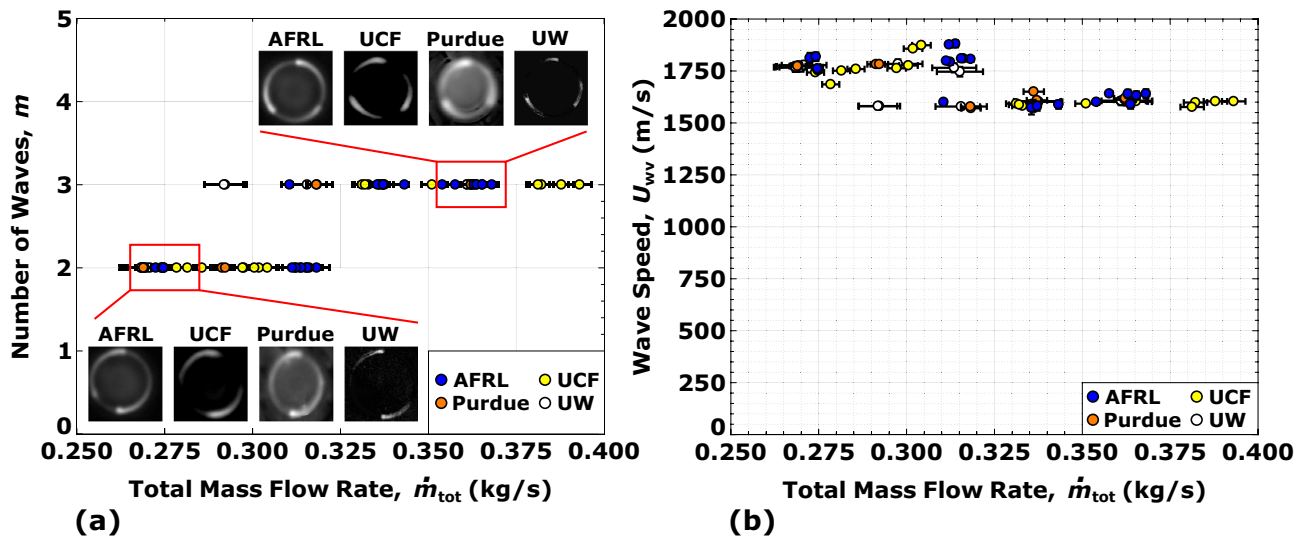 5
4
3
2
1
0
Number of Waves, m
AFRL UCF Purdue UW
AFRL UCF Purdue UW
AFRL UCF
Purdue UW
0.250 0.275 0.300 0.325 0.350 0.375 0.400
Total Mass Flow Rate, ṁtot (kg/s)
(a)
2000
1750
1500
1250
1000
750
500
250
0
Wave Speed, Uwv (m/s)
AFRL UCF
Purdue UW
0.250 0.275 0.300 0.325 0.350 0.375 0.400
Total Mass Flow Rate, ṁtot (kg/s)
(b)